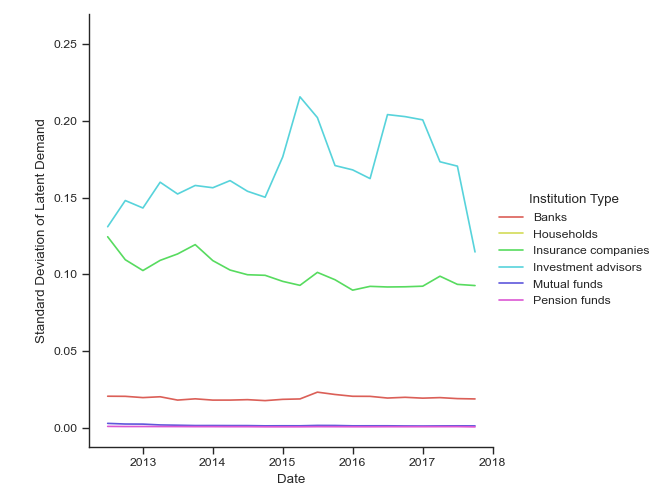 0.25
0.20
0.15
0.10
0.05
0.00
Standard Deviation of Latent Demand
2013 2014 2015 2016 2017 2018
Date
Institution Type
Banks
Households
Insurance companies
Investment advisors
Mutual funds
Pension funds